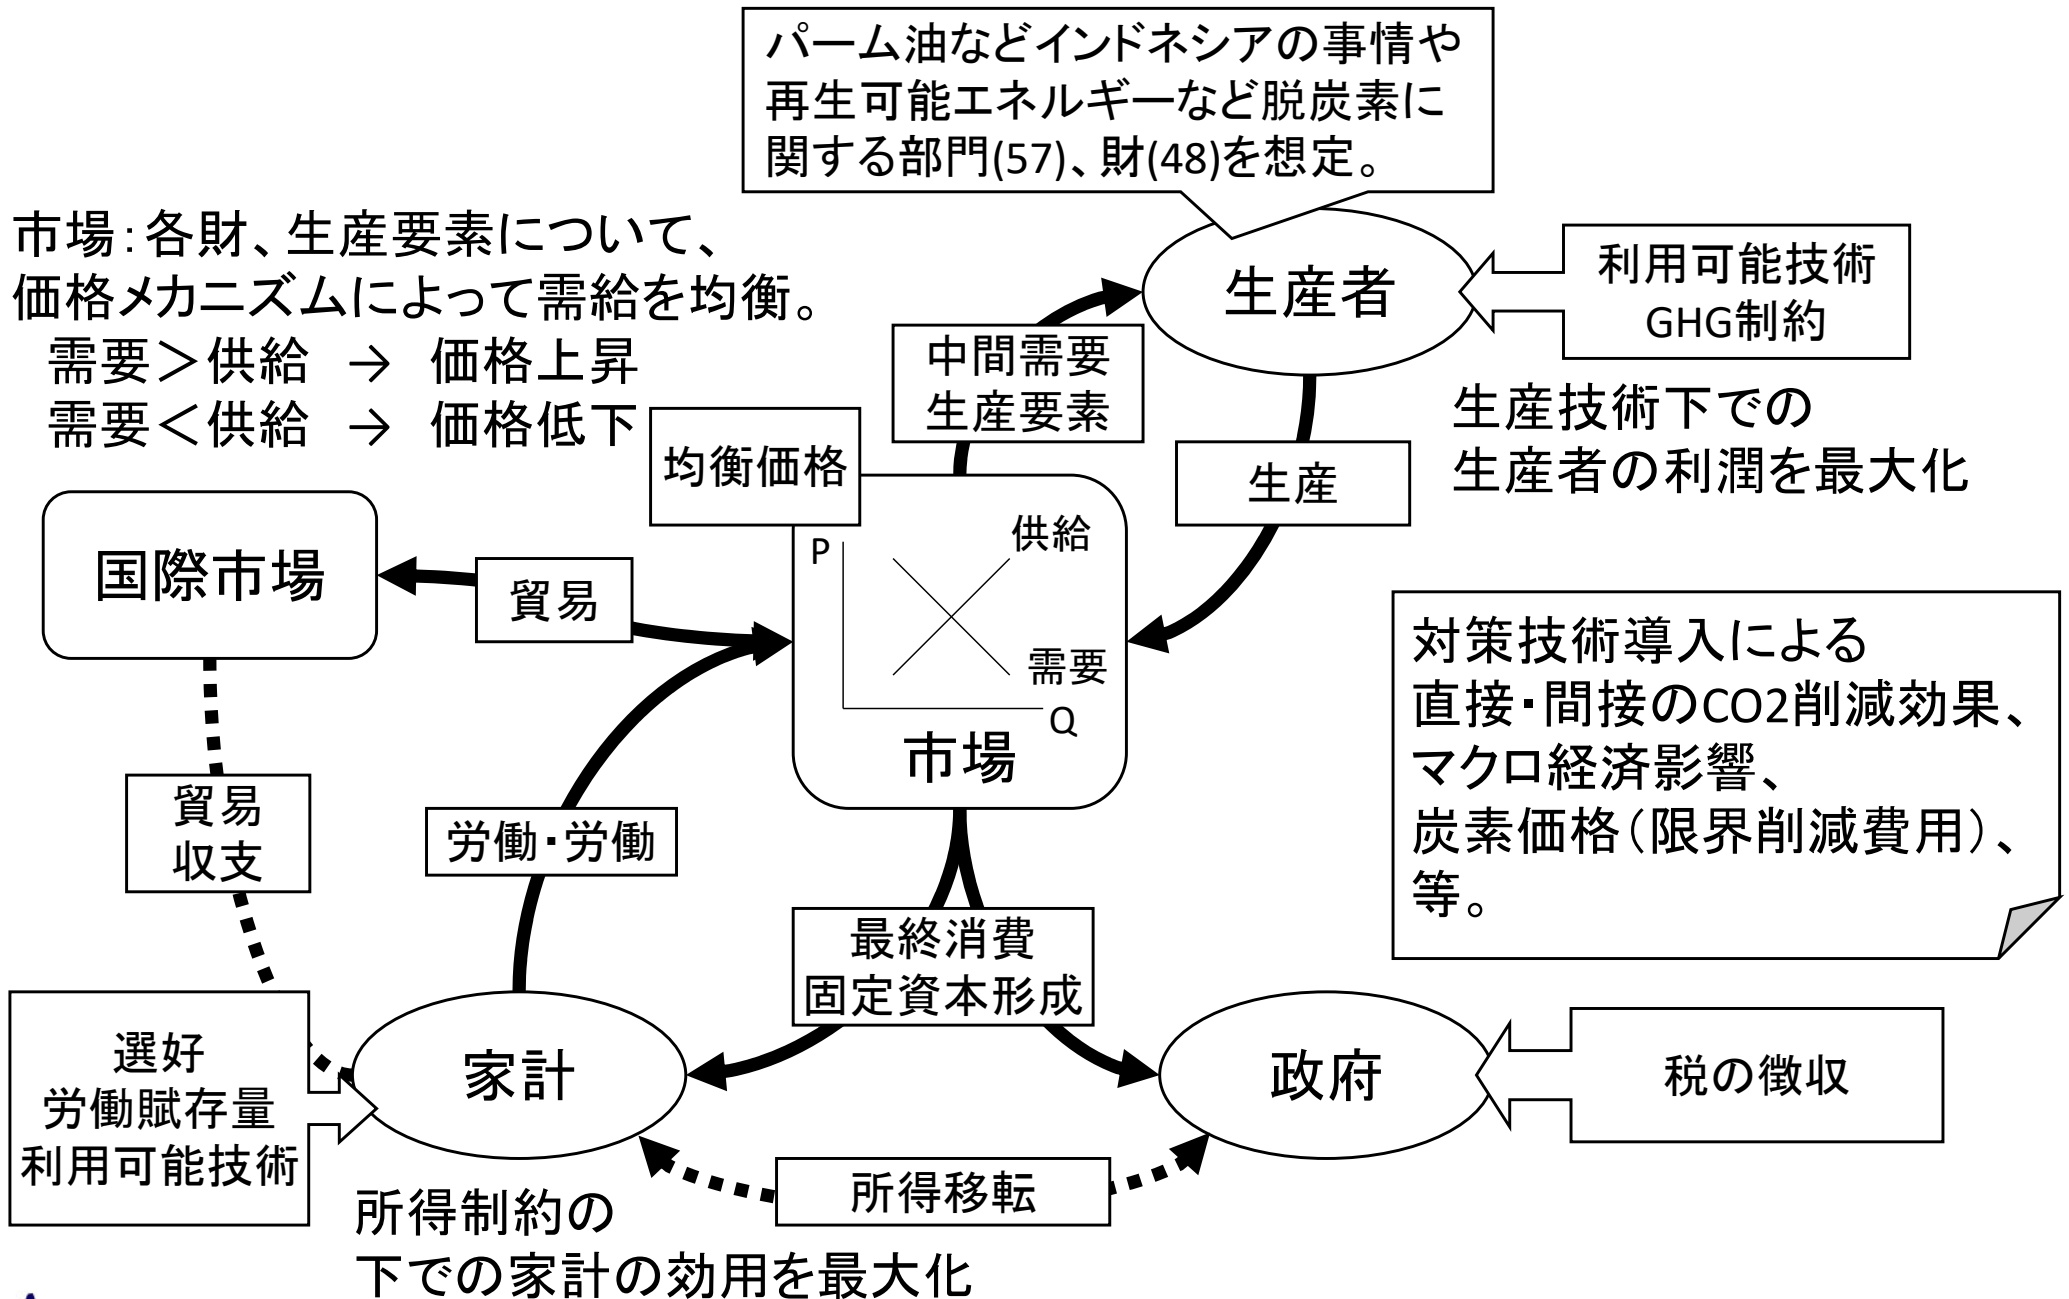 パーム油などインドネシアの事情や
再生可能エネルギーなど脱炭素に
関する部門(57)、財(48)を想定。
市場：各財、生産要素について、
価格メカニズムによって需給を均衡。
需要＞供給　→　価格上昇
需要＜供給　→　価格低下
生産者
利用可能技術
GHG制約
中間需要
生産要素
生産技術下での
生産者の利潤を最大化
均衡価格
生産
国際市場
貿易
P
供給
需要
Q
市場
対策技術導入による
直接・間接のCO2削減効果、
マクロ経済影響、
炭素価格（限界削減費用）、
等。
貿易
収支
労働・労働
最終消費
固定資本形成
選好
労働賦存量
利用可能技術
家計
政府
税の徴収
所得移転
所得制約の
下での家計の効用を最大化